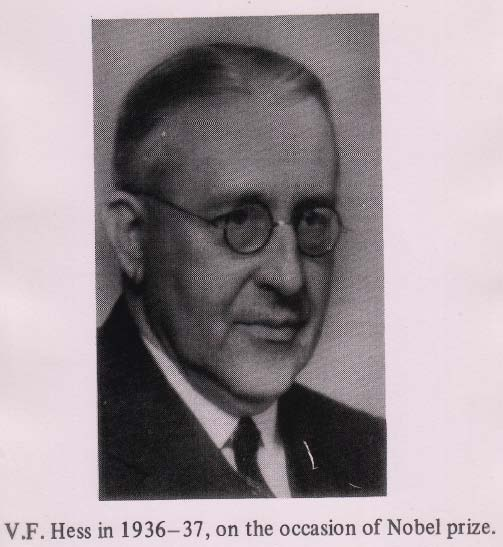 V.F. Hess in 1936–37, on the occasion of Nobel prize.